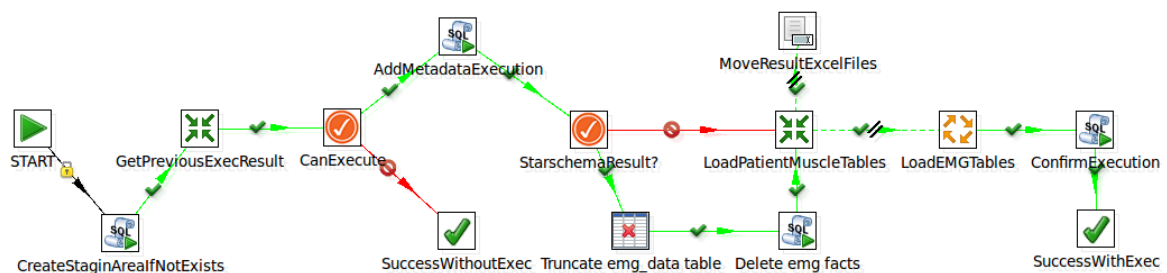 SQL
AddMetadataExecution
MoveResultExcelFiles
START
GetPreviousExecResult
CanExecute
StarschemaResult?
LoadPatientMuscleTables
LoadEMGTables
SQL
ConfirmExecution
SQL
CreateStaginAreaIfNotExists
SuccessWithoutExec
Truncate emg_data table
SQL
Delete emg facts
SuccessWithExec